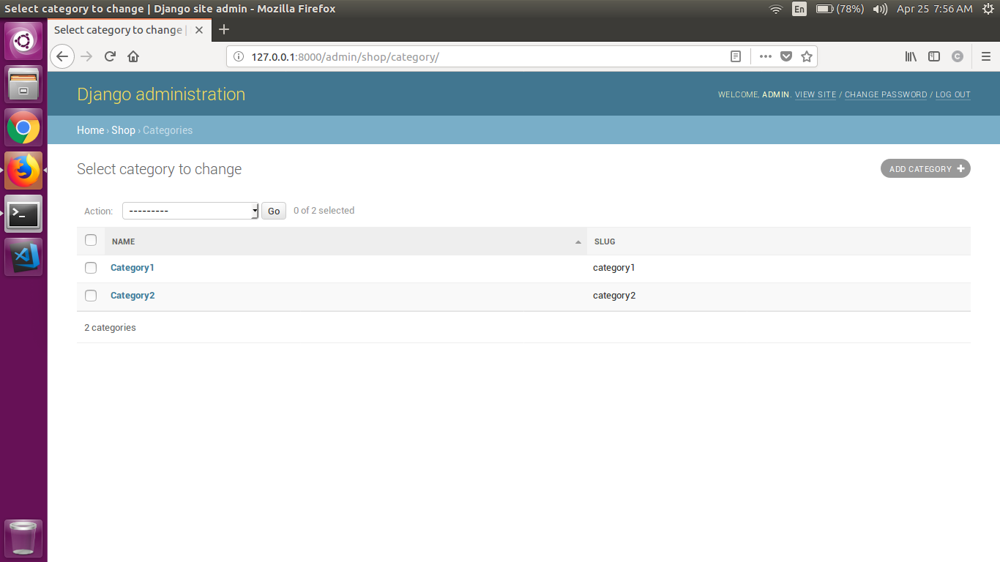 Select category to change | Django site admin - Mozilla Firefox
En (78%) Apr 25 7:56 AM
Select category to change |
127.0.0.1:8000/admin/shop/category/
C
Django administration
WELCOME, ADMIN. VIEW SITE / CHANGE PASSWORD / LOG OUT
Home › Shop › Categories
Select category to change
ADD CATEGORY +
Action: --------- Go 0 of 2 selected
NAME SLUG
Category1 category1
Category2 category2
2 categories